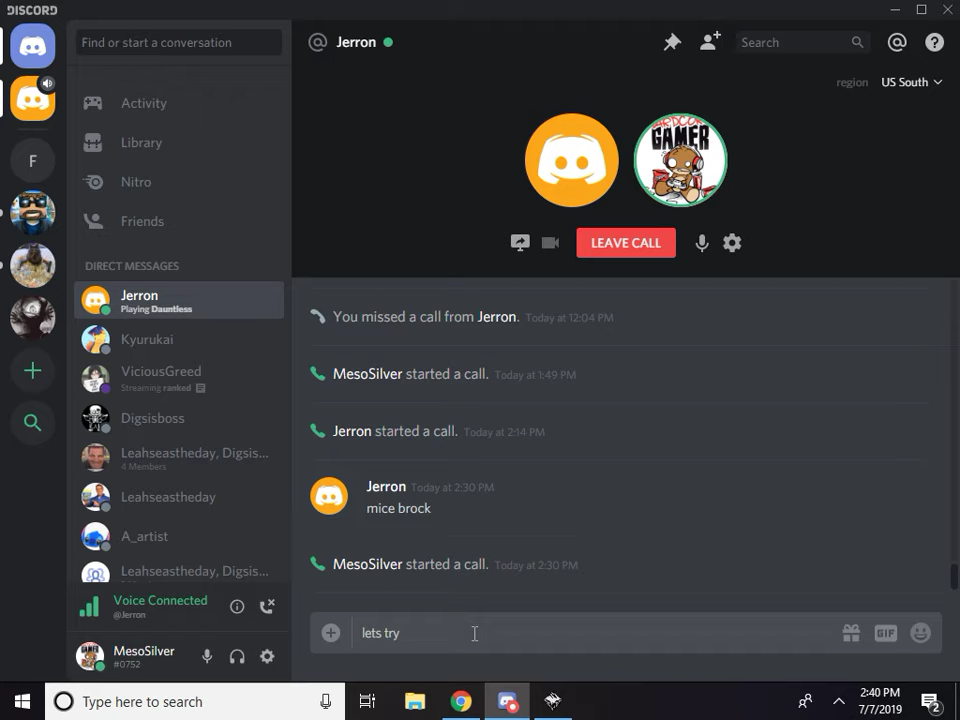 DISCORD
Find or start a conversation
Activity
Library
Nitro
Friends
DIRECT MESSAGES
Jerron
Playing Dauntless
Kyurukai
ViciousGreed
Streaming ranked
Digsisboss
Leahseastheday, Digsis...
4 Members
Leahseastheday
A_artist
Leahseastheday, Digsis...
Voice Connected
@Jerron
MesoSilver
#0752
F
@ Jerron
Search
@
?
region US South
HARDCORE
GAMER
LEAVE CALL
You missed a call from Jerron. Today at 12:04 PM
MesoSilver started a call. Today at 1:49 PM
Jerron started a call. Today at 2:14 PM
Jerron Today at 2:30 PM
mice brock
MesoSilver started a call. Today at 2:30 PM
lets try
GIF
Type here to search
2:40 PM
7/7/2019
2